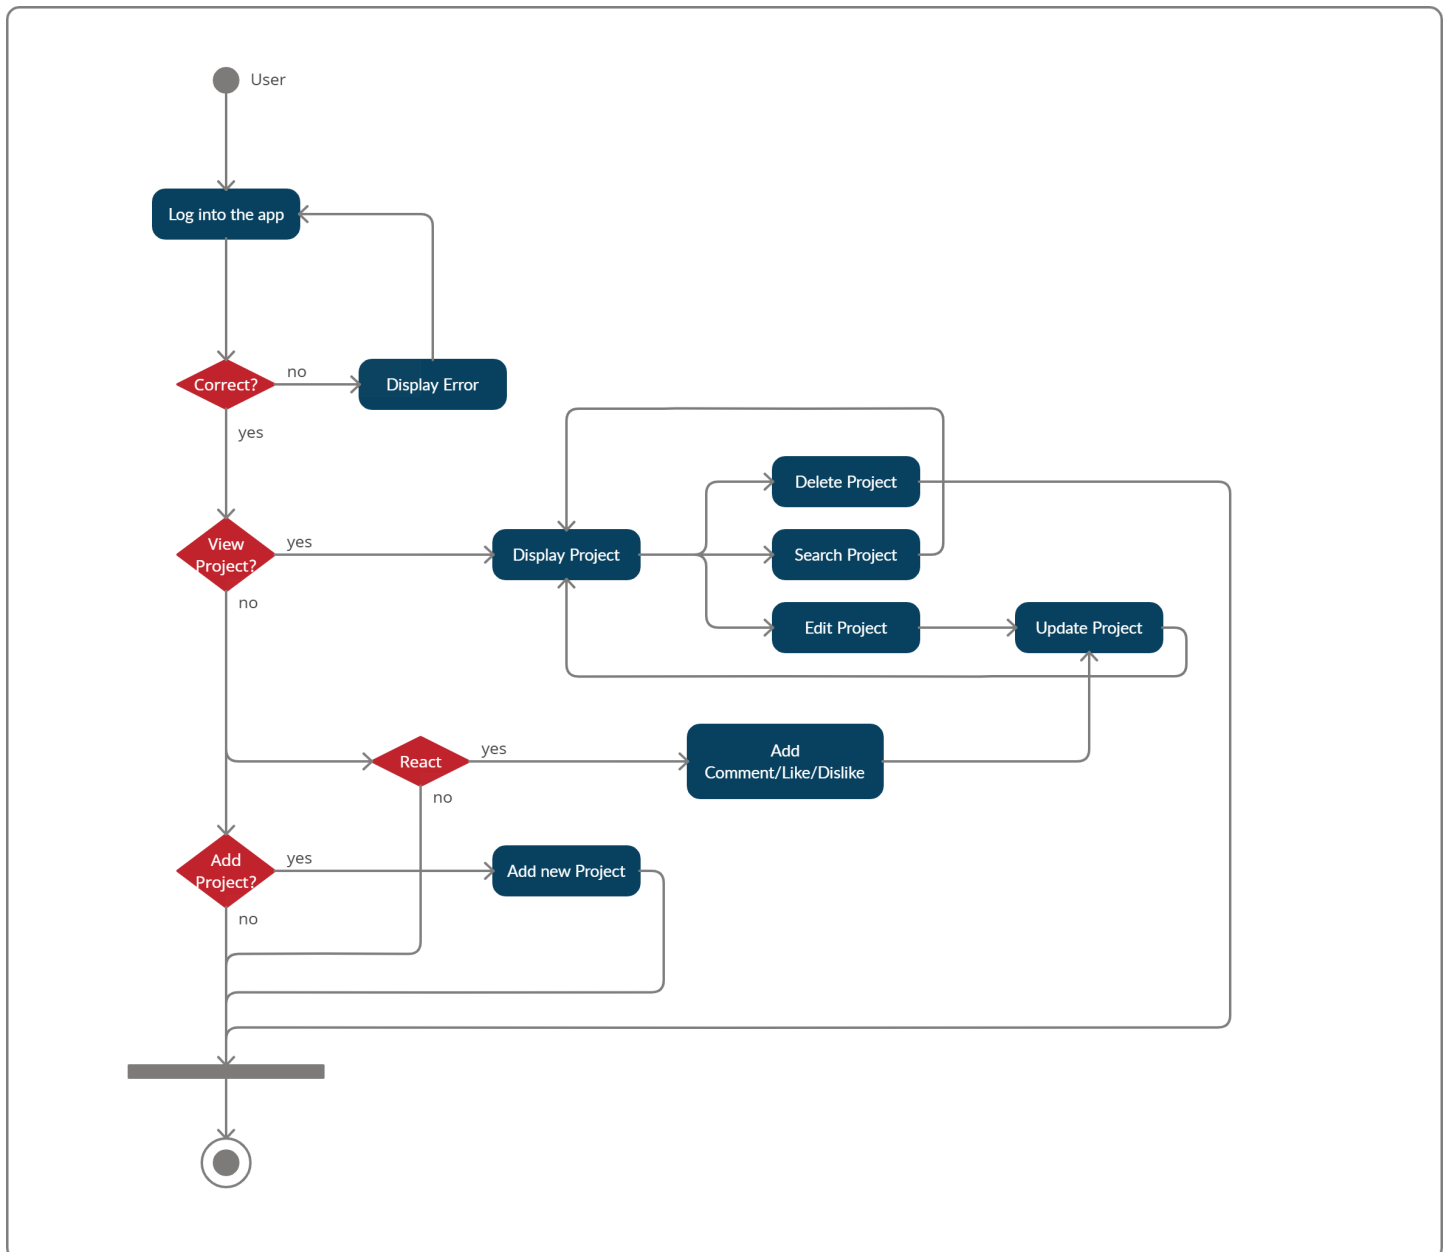 User
Log into the app
Correct?
no
Display Error
yes
Delete Project
View
Project?
yes
Display Project
Search Project
no
Edit Project
Update Project
React
yes
Add
Comment/Like/Dislike
no
Add
Project?
yes
Add new Project
no